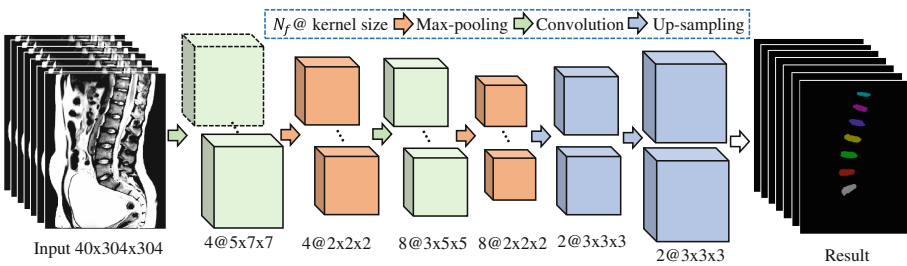 N_f @ kernel size Max-pooling Convolution Up-sampling
Input 40x304x304
4@5x7x7
4@2x2x2
8@3x5x5
8@2x2x2
2@3x3x3
2@3x3x3
Result